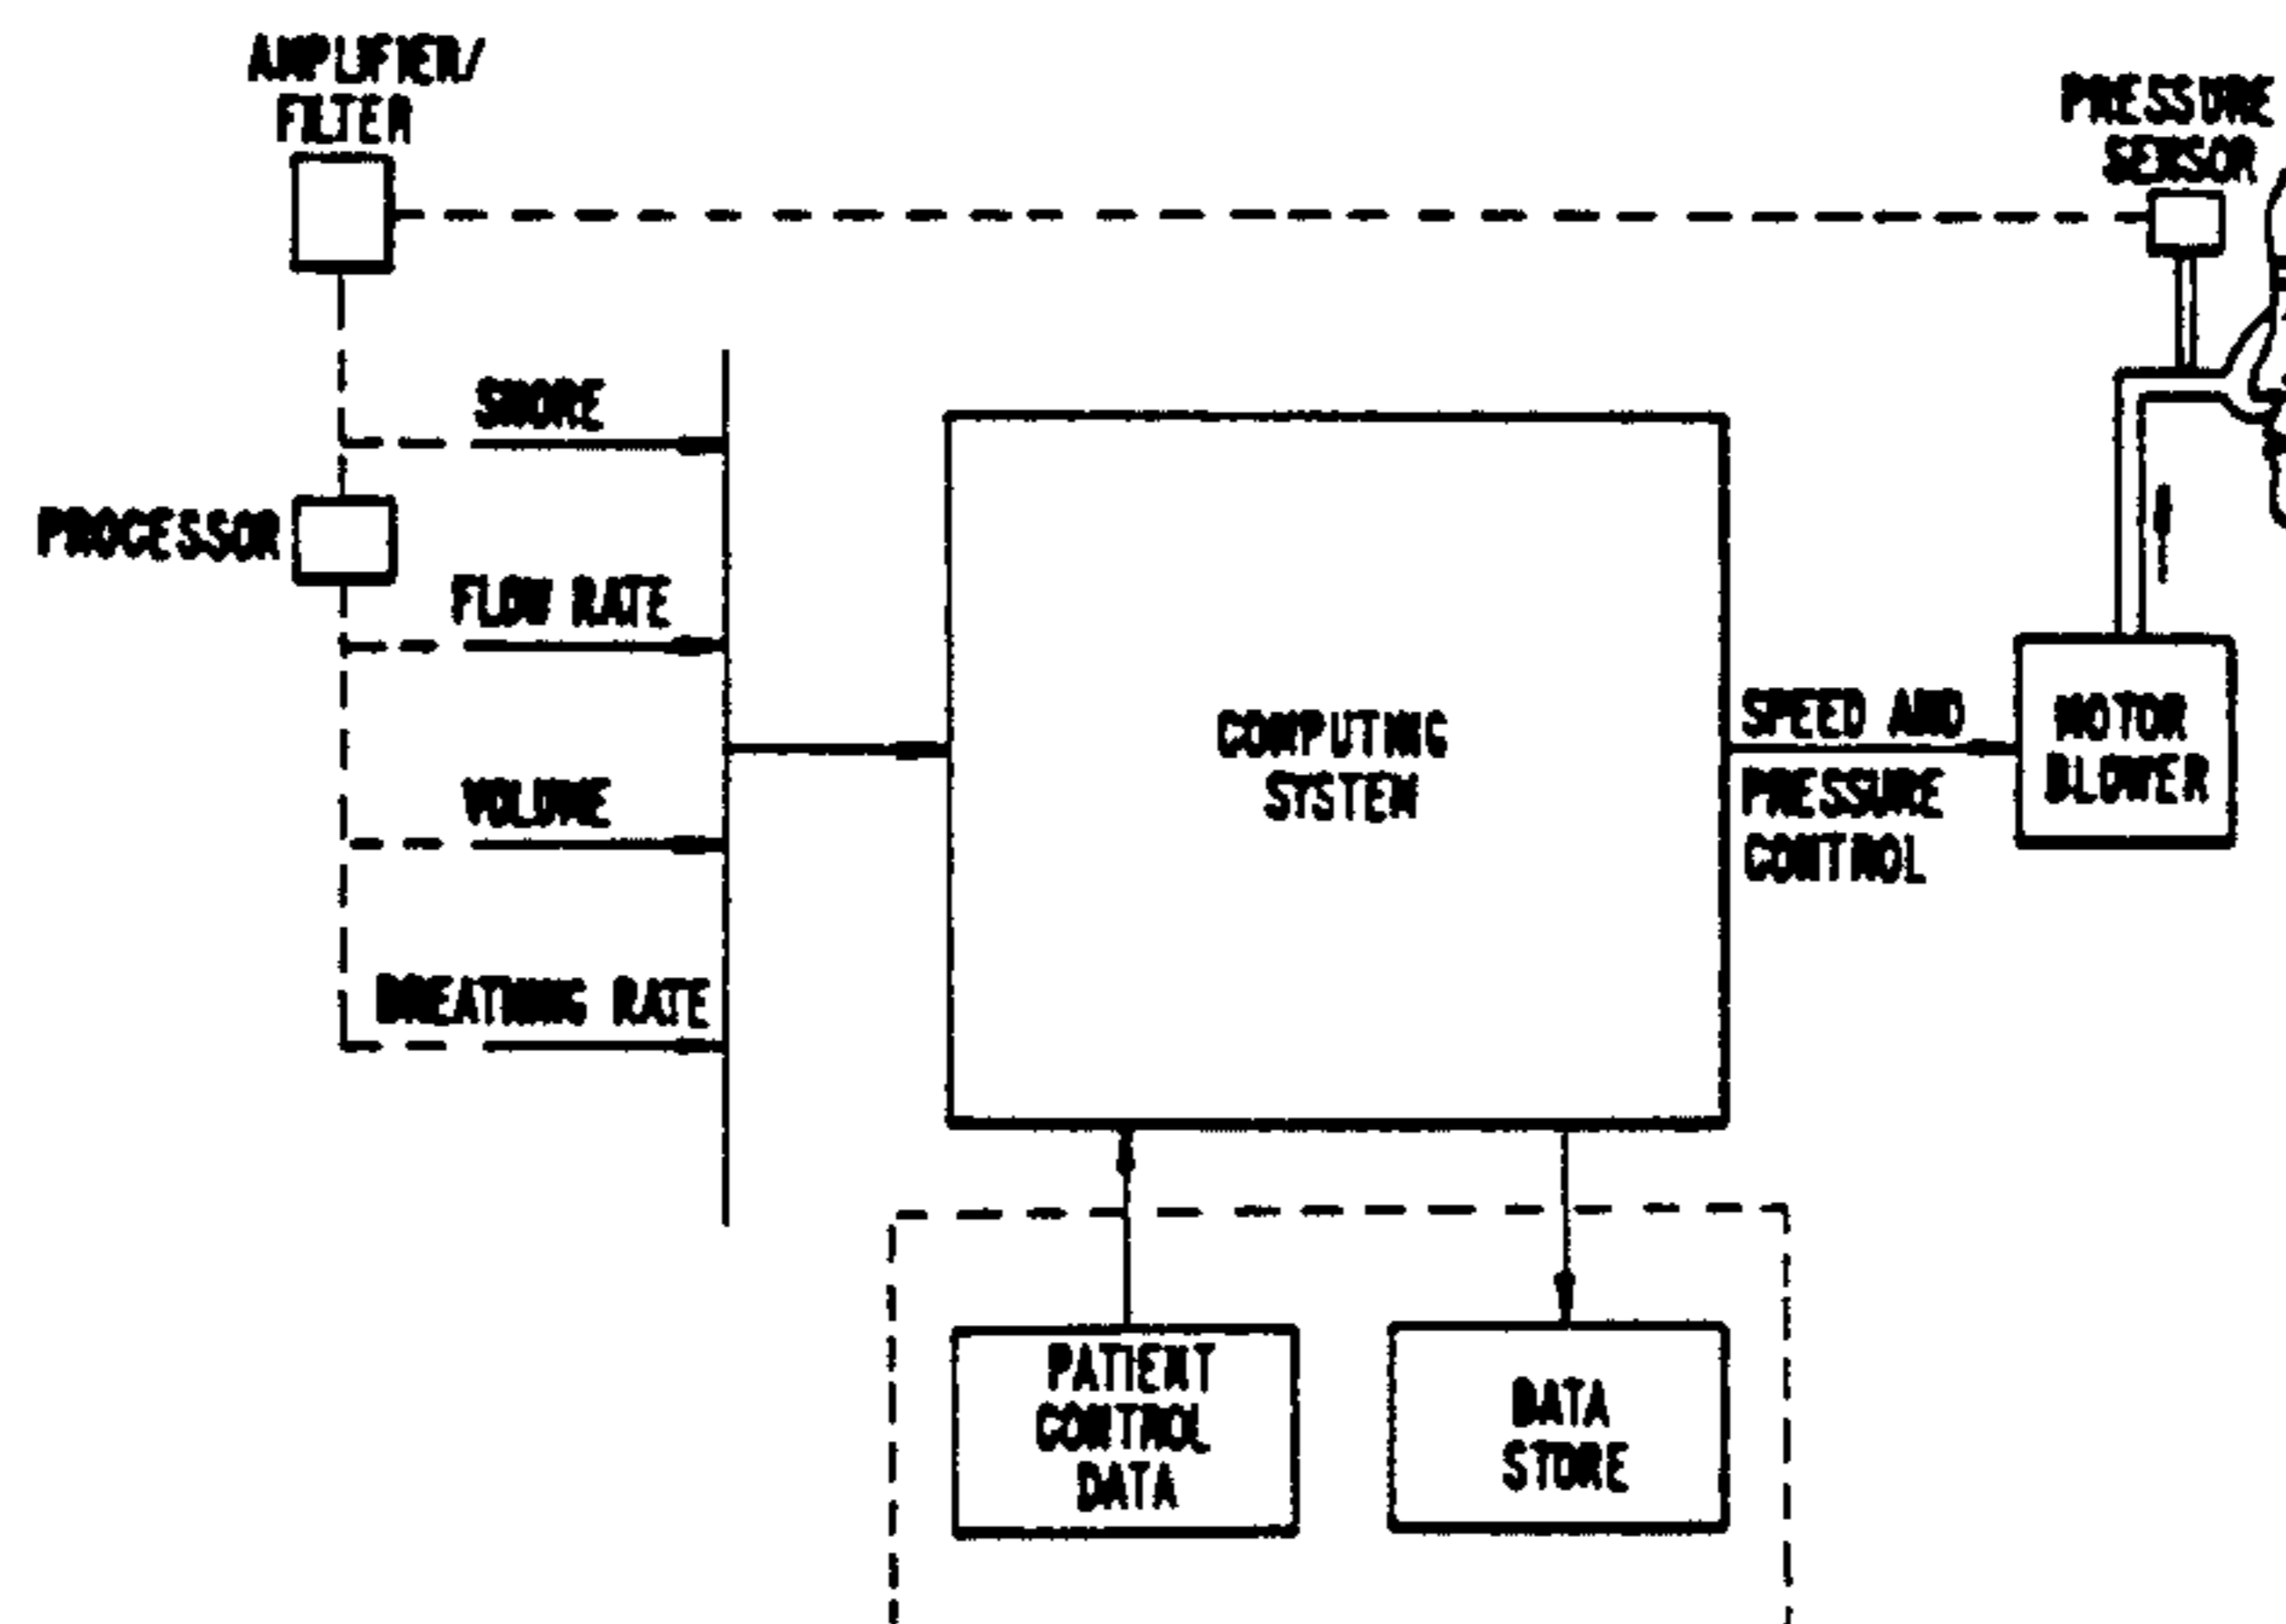 AMPLIFIER/
FILTER
PRESSURE
SENSOR
SNORE
PROCESSOR
FLOW RATE
SPEED AND
PRESSURE
CONTROL
MOTOR
BLOWER
COMPUTING
SYSTEM
VOLUME
BREATHING RATE
PATIENT
CONTROL
DATA
DATA
STORE